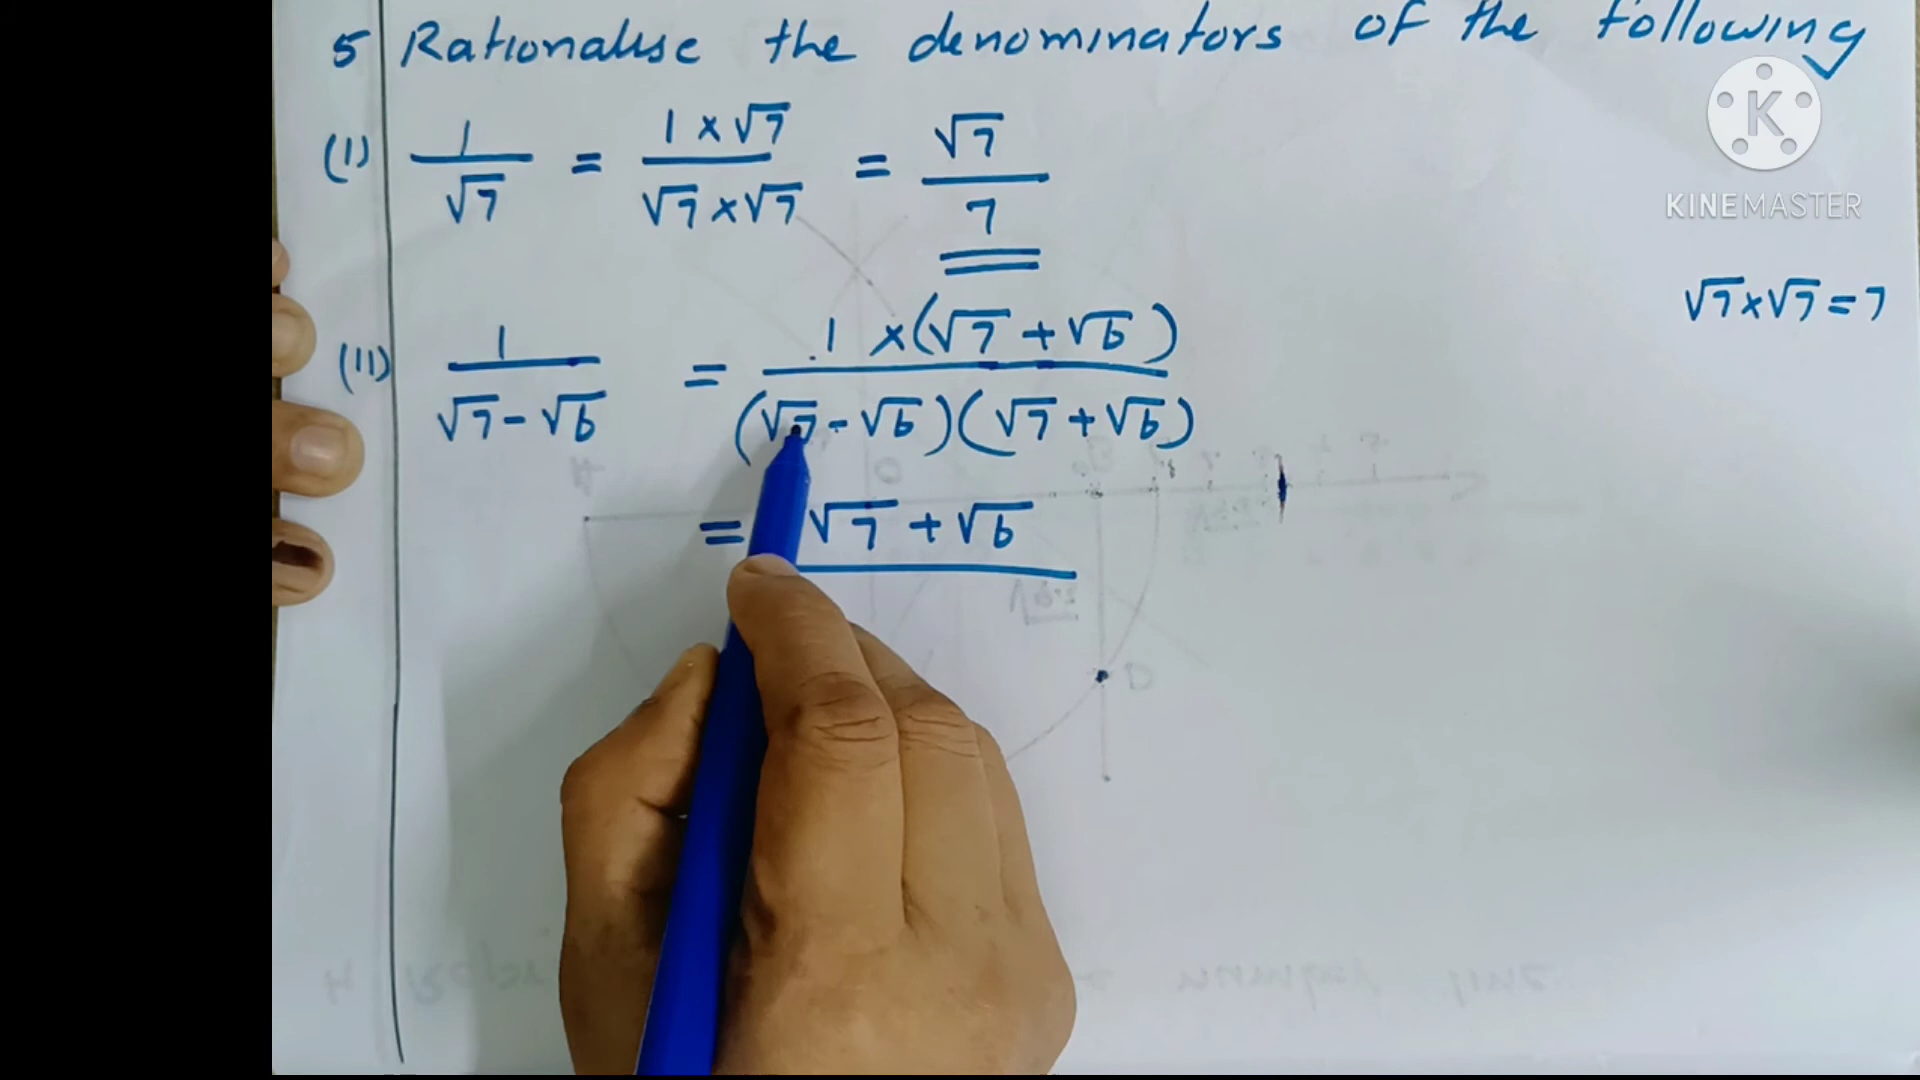 5 Rationalise the denominators of the following
(i) 1/√7 = 1 × √7 / √7 × √7 = √7/7
√7 × √7 = 7
(ii) 1/√7 - √6 = 1 × (√7 + √6) / (√7 - √6)(√7 + √6)
= √7 + √6
K
KINEMASTER